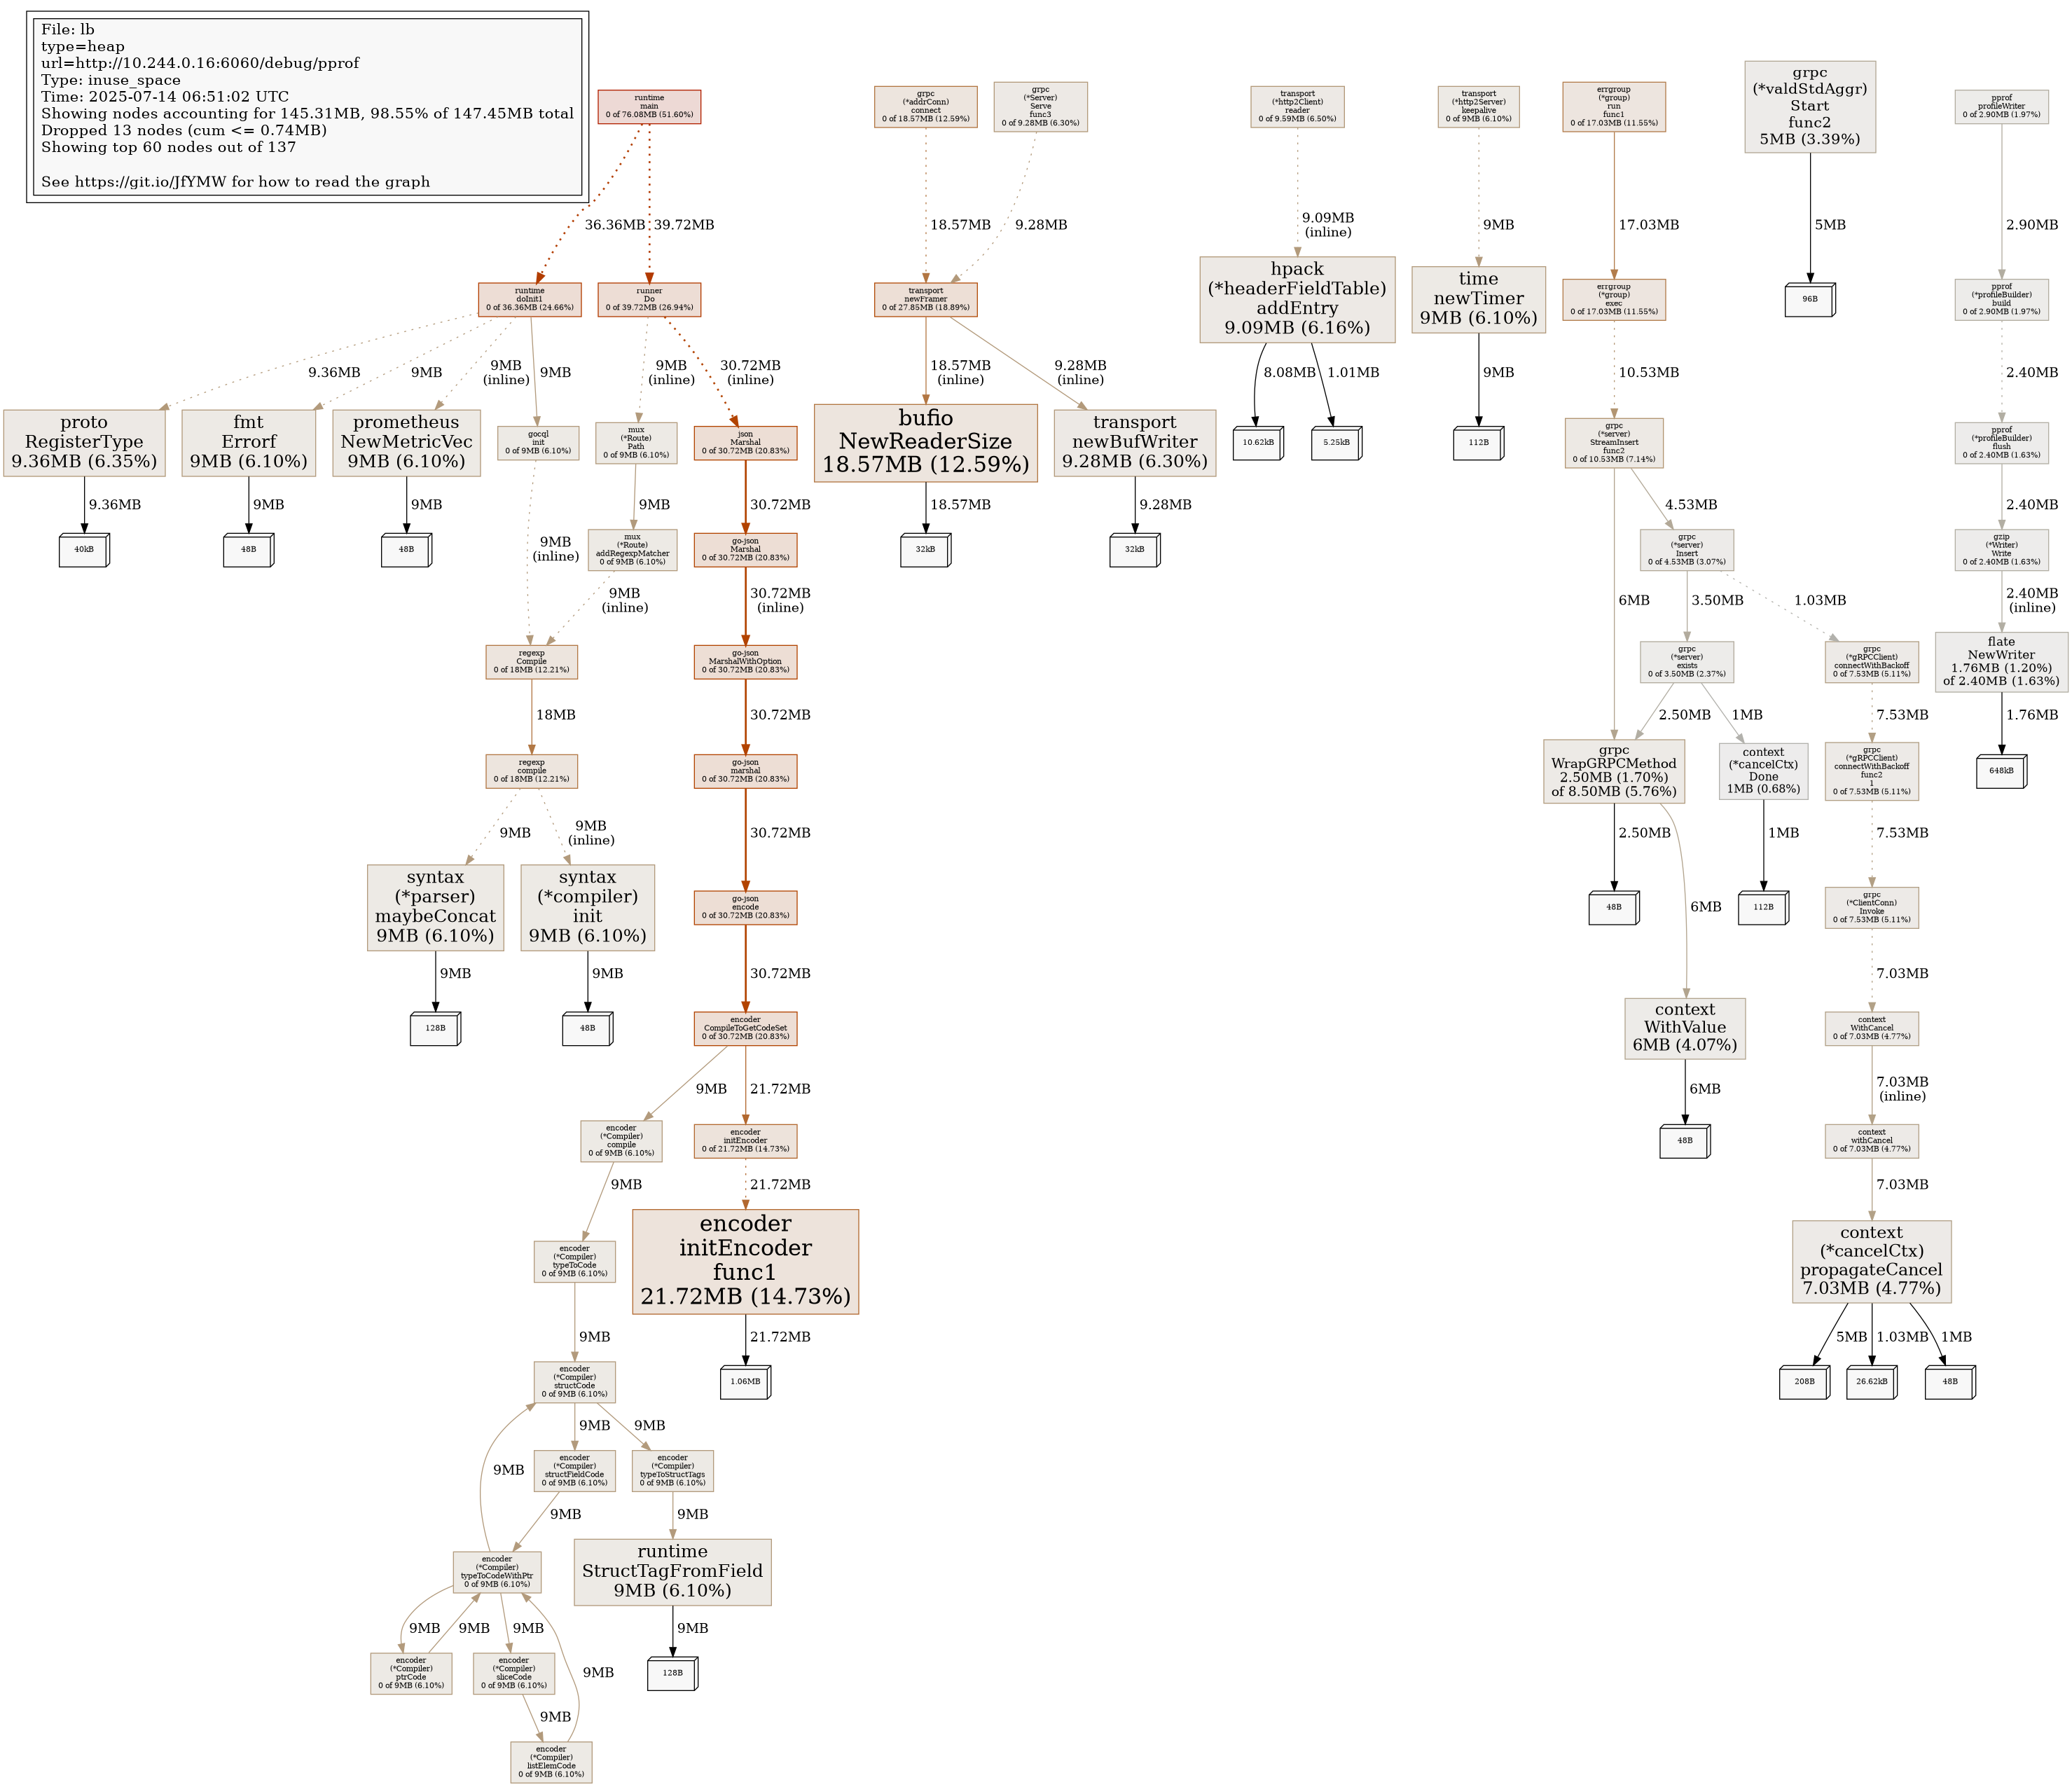 File: lb
type=heap
url=http://10.244.0.16:6060/debug/pprof
Type: inuse_space
Time: 2025-07-14 06:51:02 UTC
Showing nodes accounting for 145.31MB, 98.55% of 147.45MB total
Dropped 13 nodes (cum <= 0.74MB)
Showing top 60 nodes out of 137
See https://git.io/JfYMW for how to read the graph
runtime
main
0 of 76.08MB (51.60%)
36.36MB
39.72MB
runtime
doInit1
0 of 36.36MB (24.66%)
runner
Do
0 of 39.72MB (26.94%)
9.36MB
9MB
9MB
(inline)
9MB
9MB
(inline)
30.72MB
(inline)
proto
RegisterType
9.36MB (6.35%)
9.36MB
40kB
fmt
Errorf
9MB (6.10%)
9MB
48B
prometheus
NewMetricVec
9MB (6.10%)
9MB
48B
gocql
init
0 of 9MB (6.10%)
9MB
(inline)
mux
(*Route)
Path
0 of 9MB (6.10%)
9MB
mux
(*Route)
addRegexpMatcher
0 of 9MB (6.10%)
9MB
(inline)
regexp
Compile
0 of 18MB (12.21%)
18MB
regexp
compile
0 of 18MB (12.21%)
9MB
9MB
(inline)
syntax
(*parser)
maybeConcat
9MB (6.10%)
9MB
128B
syntax
(*compiler)
init
9MB (6.10%)
9MB
48B
json
Marshal
0 of 30.72MB (20.83%)
30.72MB
go-json
Marshal
0 of 30.72MB (20.83%)
30.72MB
(inline)
go-json
MarshalWithOption
0 of 30.72MB (20.83%)
30.72MB
go-json
marshal
0 of 30.72MB (20.83%)
30.72MB
go-json
encode
0 of 30.72MB (20.83%)
30.72MB
encoder
CompileToGetCodeSet
0 of 30.72MB (20.83%)
9MB
21.72MB
encoder
(*Compiler)
compile
0 of 9MB (6.10%)
9MB
encoder
initEncoder
0 of 21.72MB (14.73%)
21.72MB
encoder
initEncoder
func1
21.72MB (14.73%)
21.72MB
1.06MB
encoder
(*Compiler)
typeToCode
0 of 9MB (6.10%)
9MB
encoder
(*Compiler)
structCode
0 of 9MB (6.10%)
9MB
9MB
9MB
encoder
(*Compiler)
structFieldCode
0 of 9MB (6.10%)
9MB
encoder
(*Compiler)
typeToStructTags
0 of 9MB (6.10%)
9MB
runtime
StructTagFromField
9MB (6.10%)
9MB
128B
encoder
(*Compiler)
typeToCodeWithPtr
0 of 9MB (6.10%)
9MB
9MB
9MB
9MB
encoder
(*Compiler)
ptrCode
0 of 9MB (6.10%)
encoder
(*Compiler)
sliceCode
0 of 9MB (6.10%)
9MB
encoder
(*Compiler)
listElemCode
0 of 9MB (6.10%)
grpc
(*addrConn)
connect
0 of 18.57MB (12.59%)
18.57MB
grpc
(*Server)
Serve
func3
0 of 9.28MB (6.30%)
9.28MB
transport
newFramer
0 of 27.85MB (18.89%)
18.57MB
(inline)
9.28MB
(inline)
bufio
NewReaderSize
18.57MB (12.59%)
18.57MB
32kB
transport
newBufWriter
9.28MB (6.30%)
9.28MB
32kB
transport
(*http2Client)
reader
0 of 9.59MB (6.50%)
9.09MB
(inline)
hpack
(*headerFieldTable)
addEntry
9.09MB (6.16%)
8.08MB
1.01MB
10.62kB
5.25kB
transport
(*http2Server)
keepalive
0 of 9MB (6.10%)
9MB
time
newTimer
9MB (6.10%)
9MB
112B
errgroup
(*group)
run
func1
0 of 17.03MB (11.55%)
17.03MB
errgroup
(*group)
exec
0 of 17.03MB (11.55%)
10.53MB
grpc
(*server)
StreamInsert
func2
0 of 10.53MB (7.14%)
6MB
4.53MB
grpc
(*server)
Insert
0 of 4.53MB (3.07%)
3.50MB
1.03MB
grpc
(*server)
exists
0 of 3.50MB (2.37%)
2.50MB
1MB
grpc
WrapGRPCMethod
2.50MB (1.70%)
of 8.50MB (5.76%)
2.50MB
48B
6MB
context
(*cancelCtx)
Done
1MB (0.68%)
1MB
112B
context
WithValue
6MB (4.07%)
6MB
48B
grpc
(*gRPCClient)
connectWithBackoff
0 of 7.53MB (5.11%)
7.53MB
grpc
(*gRPCClient)
connectWithBackoff
func2
1
0 of 7.53MB (5.11%)
7.53MB
grpc
(*ClientConn)
Invoke
0 of 7.53MB (5.11%)
7.03MB
context
WithCancel
0 of 7.03MB (4.77%)
7.03MB
(inline)
context
withCancel
0 of 7.03MB (4.77%)
7.03MB
context
(*cancelCtx)
propagateCancel
7.03MB (4.77%)
5MB
1.03MB
1MB
208B
26.62kB
48B
grpc
(*valdStdAggr)
Start
func2
5MB (3.39%)
5MB
96B
pprof
profileWriter
0 of 2.90MB (1.97%)
2.90MB
pprof
(*profileBuilder)
build
0 of 2.90MB (1.97%)
2.40MB
pprof
(*profileBuilder)
flush
0 of 2.40MB (1.63%)
2.40MB
gzip
(*Writer)
Write
0 of 2.40MB (1.63%)
2.40MB
(inline)
flate
NewWriter
1.76MB (1.20%)
of 2.40MB (1.63%)
1.76MB
648kB